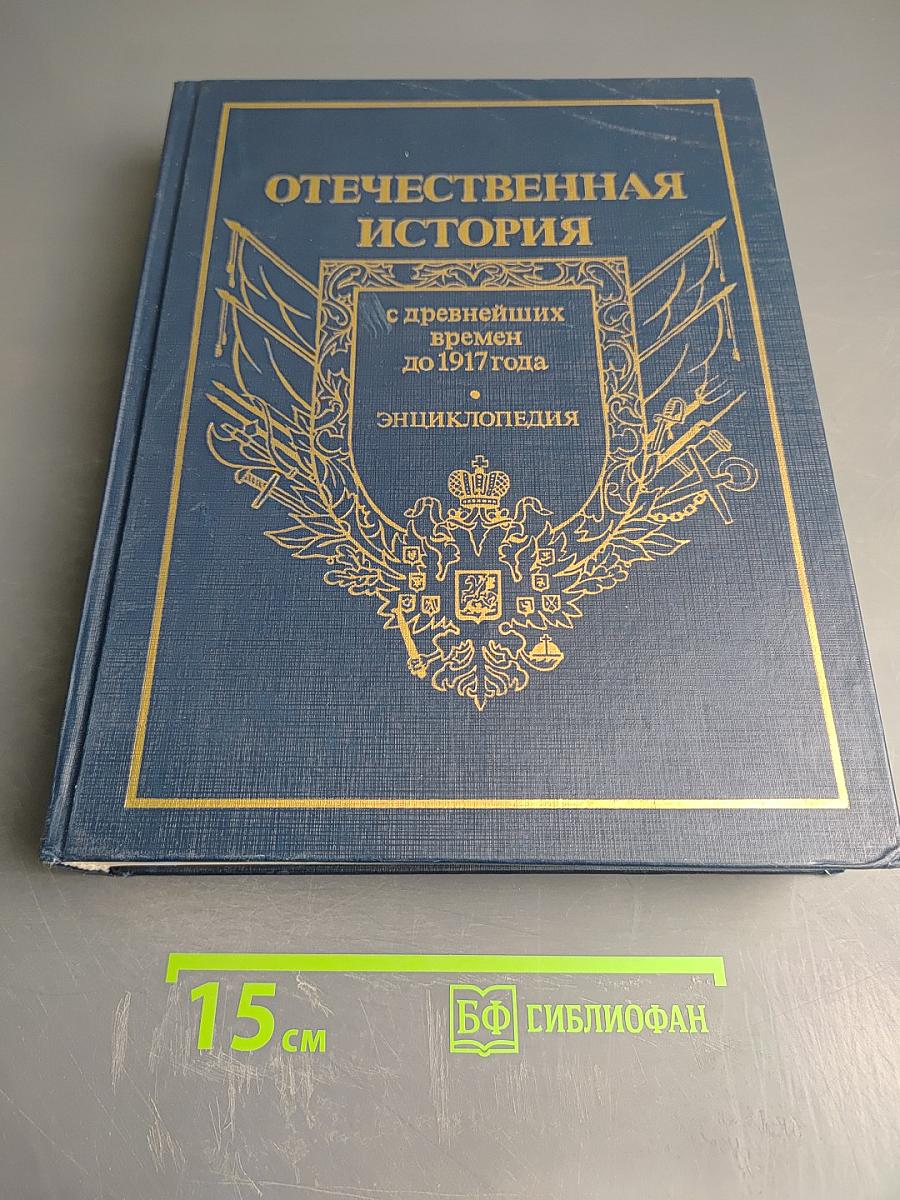 ОТЕЧЕСТВЕННАЯ
ИСТОРИЯ
с древнейших
времен
до 1917 года
•
ЭНЦИКЛОПЕДИЯ
15 см
БФ БИБЛИОФАН